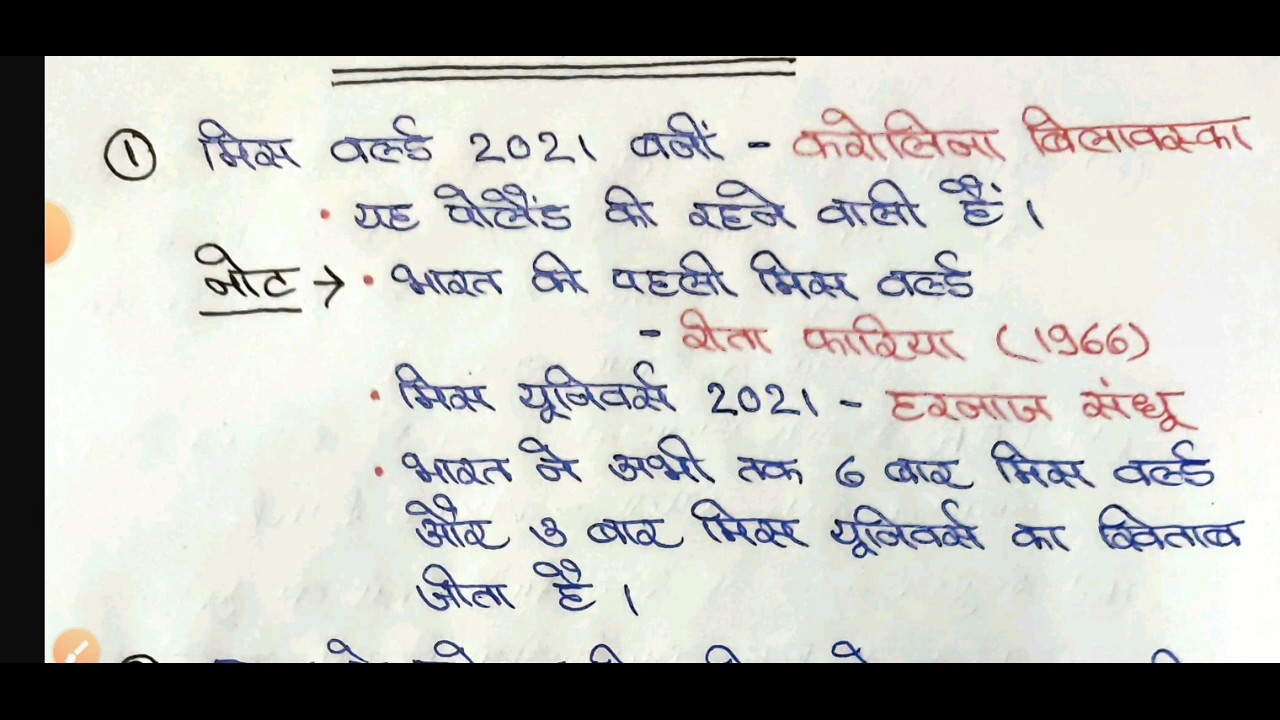 ① मिस वर्ल्ड 2021 बनीं - करोलिना बिलावस्का
• यह पोलैंड की रहने वाली हैं।
नोट → • भारत की पहली मिस वर्ल्ड
- रीता फारिया (1966)
• मिस यूनिवर्स 2021 - हरनाज संधू
• भारत ने अभी तक 6 बार मिस वर्ल्ड
और 3 बार मिस यूनिवर्स का खिताब
जीता है।